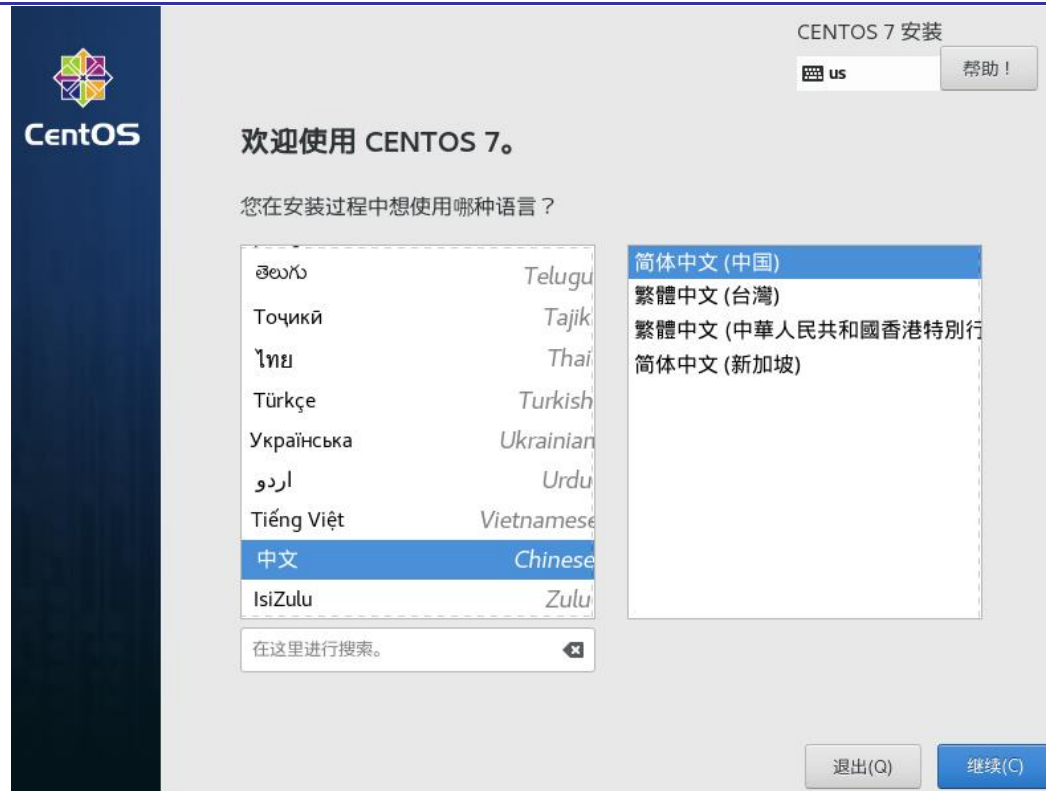 CENTOS 7 安装
us
帮助！
CentOS
欢迎使用 CENTOS 7。
您在安装过程中想使用哪种语言？
తెలుగు Telugu
Тоҷикӣ Tajik
ไทย Thai
Türkçe Turkish
Українська Ukrainian
اردو Urdu
Tiếng Việt Vietnamese
中文 Chinese
IsiZulu Zulu
简体中文 (中国)
繁體中文 (台灣)
繁體中文 (中華人民共和國香港特別行
简体中文 (新加坡)
在这里进行搜索。
退出(Q)
继续(C)